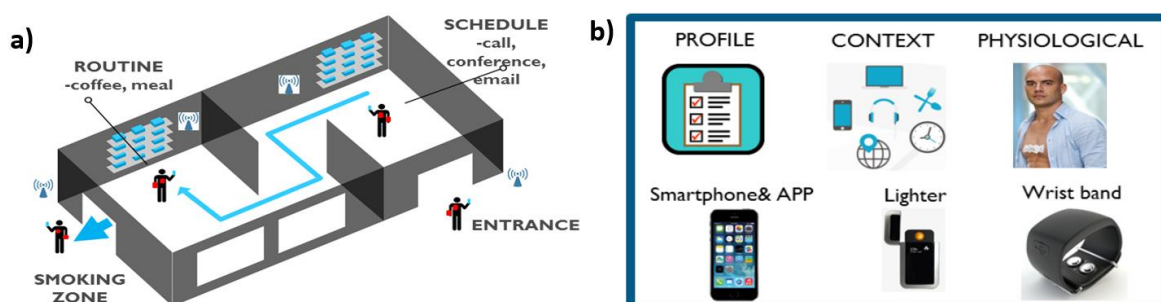 a)
SCHEDULE
-call,
conference,
email
ROUTINE
-coffee, meal
ENTRANCE
SMOKING
ZONE
b)
PROFILE
CONTEXT
PHYSIOLOGICAL
Smartphone& APP
Lighter
Wrist band